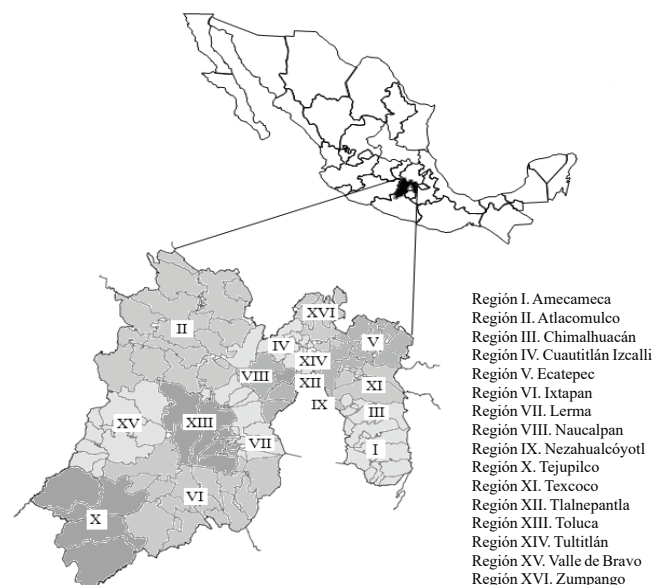 XVI
II
V
IV
XIV
VIII
XII
XI
IX
III
XV
XIII
VII
I
VI
X
Región I. Amecameca
Región II. Atlacomulco
Región III. Chimalhuacán
Región IV. Cuautitlán Izcalli
Región V. Ecatepec
Región VI. Ixtapan
Región VII. Lerma
Región VIII. Naucalpan
Región IX. Nezahualcóyotl
Región X. Tejupilco
Región XI. Texcoco
Región XII. Tlalnepantla
Región XIII. Toluca
Región XIV. Tultitlán
Región XV. Valle de Bravo
Región XVI. Zumpango